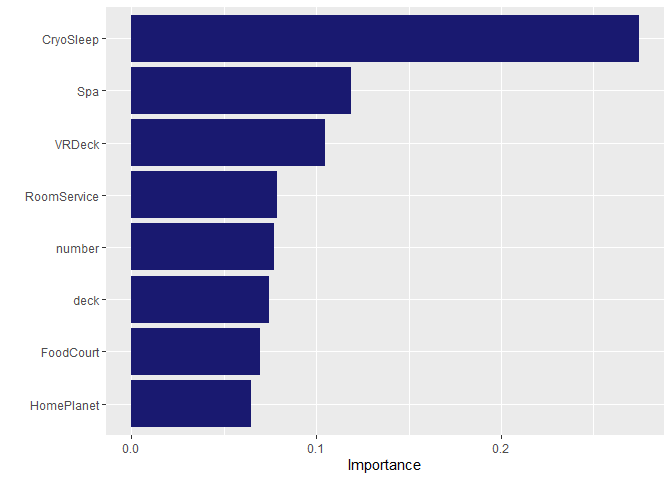 CryoSleep
Spa
VRDeck
RoomService
number
deck
FoodCourt
HomePlanet
0.0 0.1 0.2
Importance